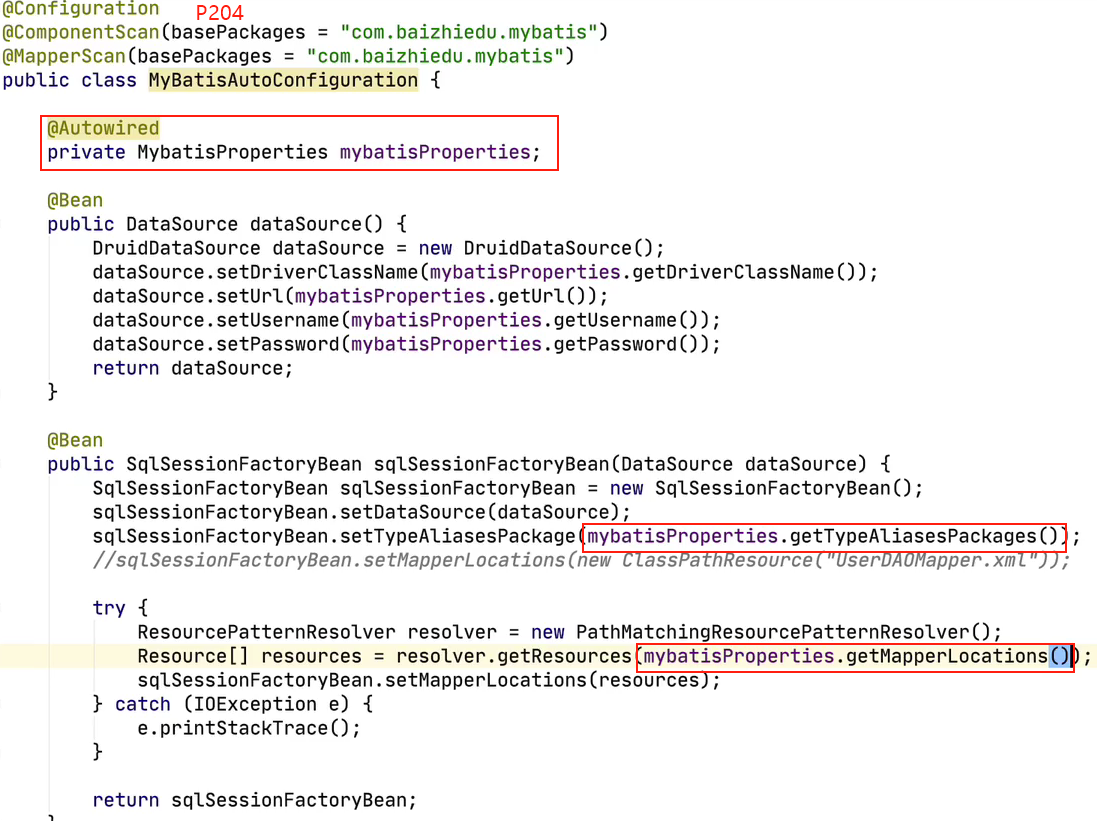 @Configuration
P204
@ComponentScan(basePackages = "com.baizhiedu.mybatis")
@MapperScan(basePackages = "com.baizhiedu.mybatis")
public class MyBatisAutoConfiguration {
@Autowired
private MybatisProperties mybatisProperties;
@Bean
public DataSource dataSource() {
DruidDataSource dataSource = new DruidDataSource();
dataSource.setDriverClassName(mybatisProperties.getDriverClassName());
dataSource.setUrl(mybatisProperties.getUrl());
dataSource.setUsername(mybatisProperties.getUsername());
dataSource.setPassword(mybatisProperties.getPassword());
return dataSource;
}
@Bean
public SqlSessionFactoryBean sqlSessionFactoryBean(DataSource dataSource) {
SqlSessionFactoryBean sqlSessionFactoryBean = new SqlSessionFactoryBean();
sqlSessionFactoryBean.setDataSource(dataSource);
sqlSessionFactoryBean.setTypeAliasesPackage(mybatisProperties.getTypeAliasesPackages());
//sqlSessionFactoryBean.setMapperLocations(new ClassPathResource("UserDAOMapper.xml"));
try {
ResourcePatternResolver resolver = new PathMatchingResourcePatternResolver();
Resource[] resources = resolver.getResources(mybatisProperties.getMapperLocations());
sqlSessionFactoryBean.setMapperLocations(resources);
} catch (IOException e) {
e.printStackTrace();
}
return sqlSessionFactoryBean;
}